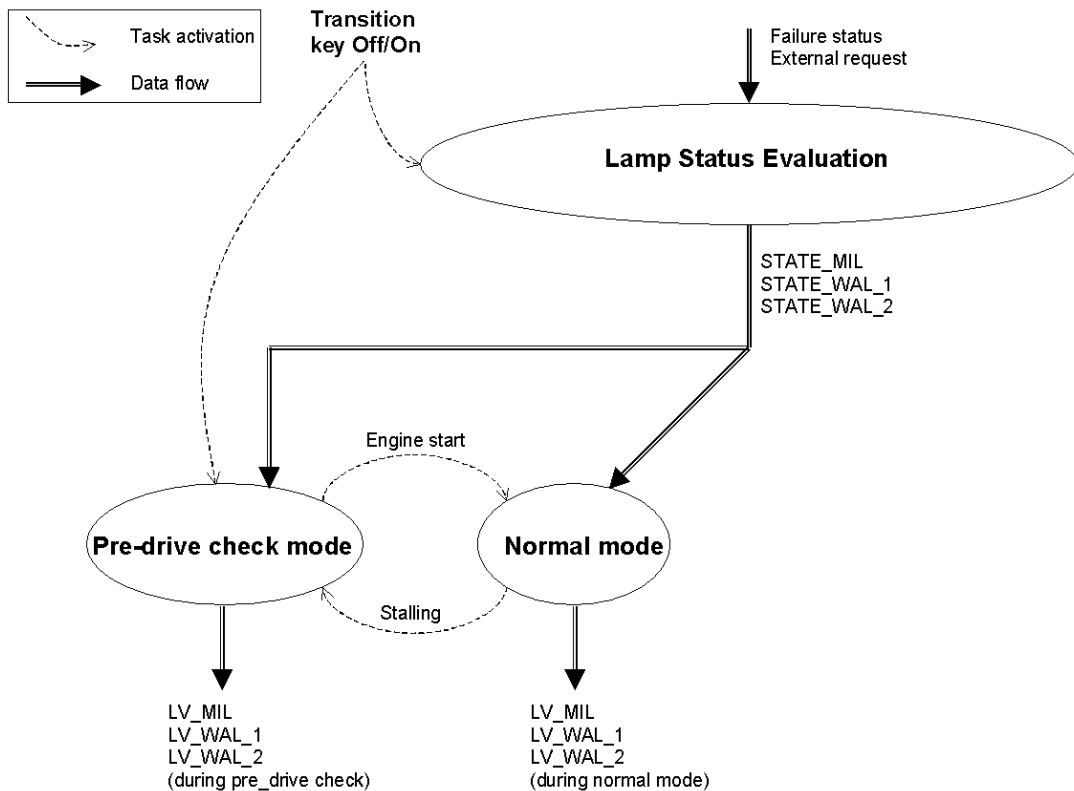 Task activation
Data flow
Transition
key Off/On
Failure status
External request
Lamp Status Evaluation
STATE_MIL
STATE_WAL_1
STATE_WAL_2
Engine start
Pre-drive check mode
Normal mode
Stalling
LV_MIL
LV_WAL_1
LV_WAL_2
(during pre_drive check)
LV_MIL
LV_WAL_1
LV_WAL_2
(during normal mode)